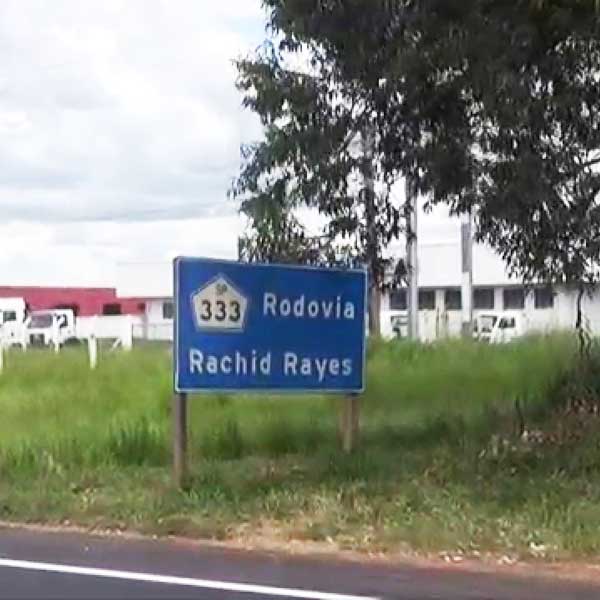 SP
333
Rodovia
Rachid Rayes